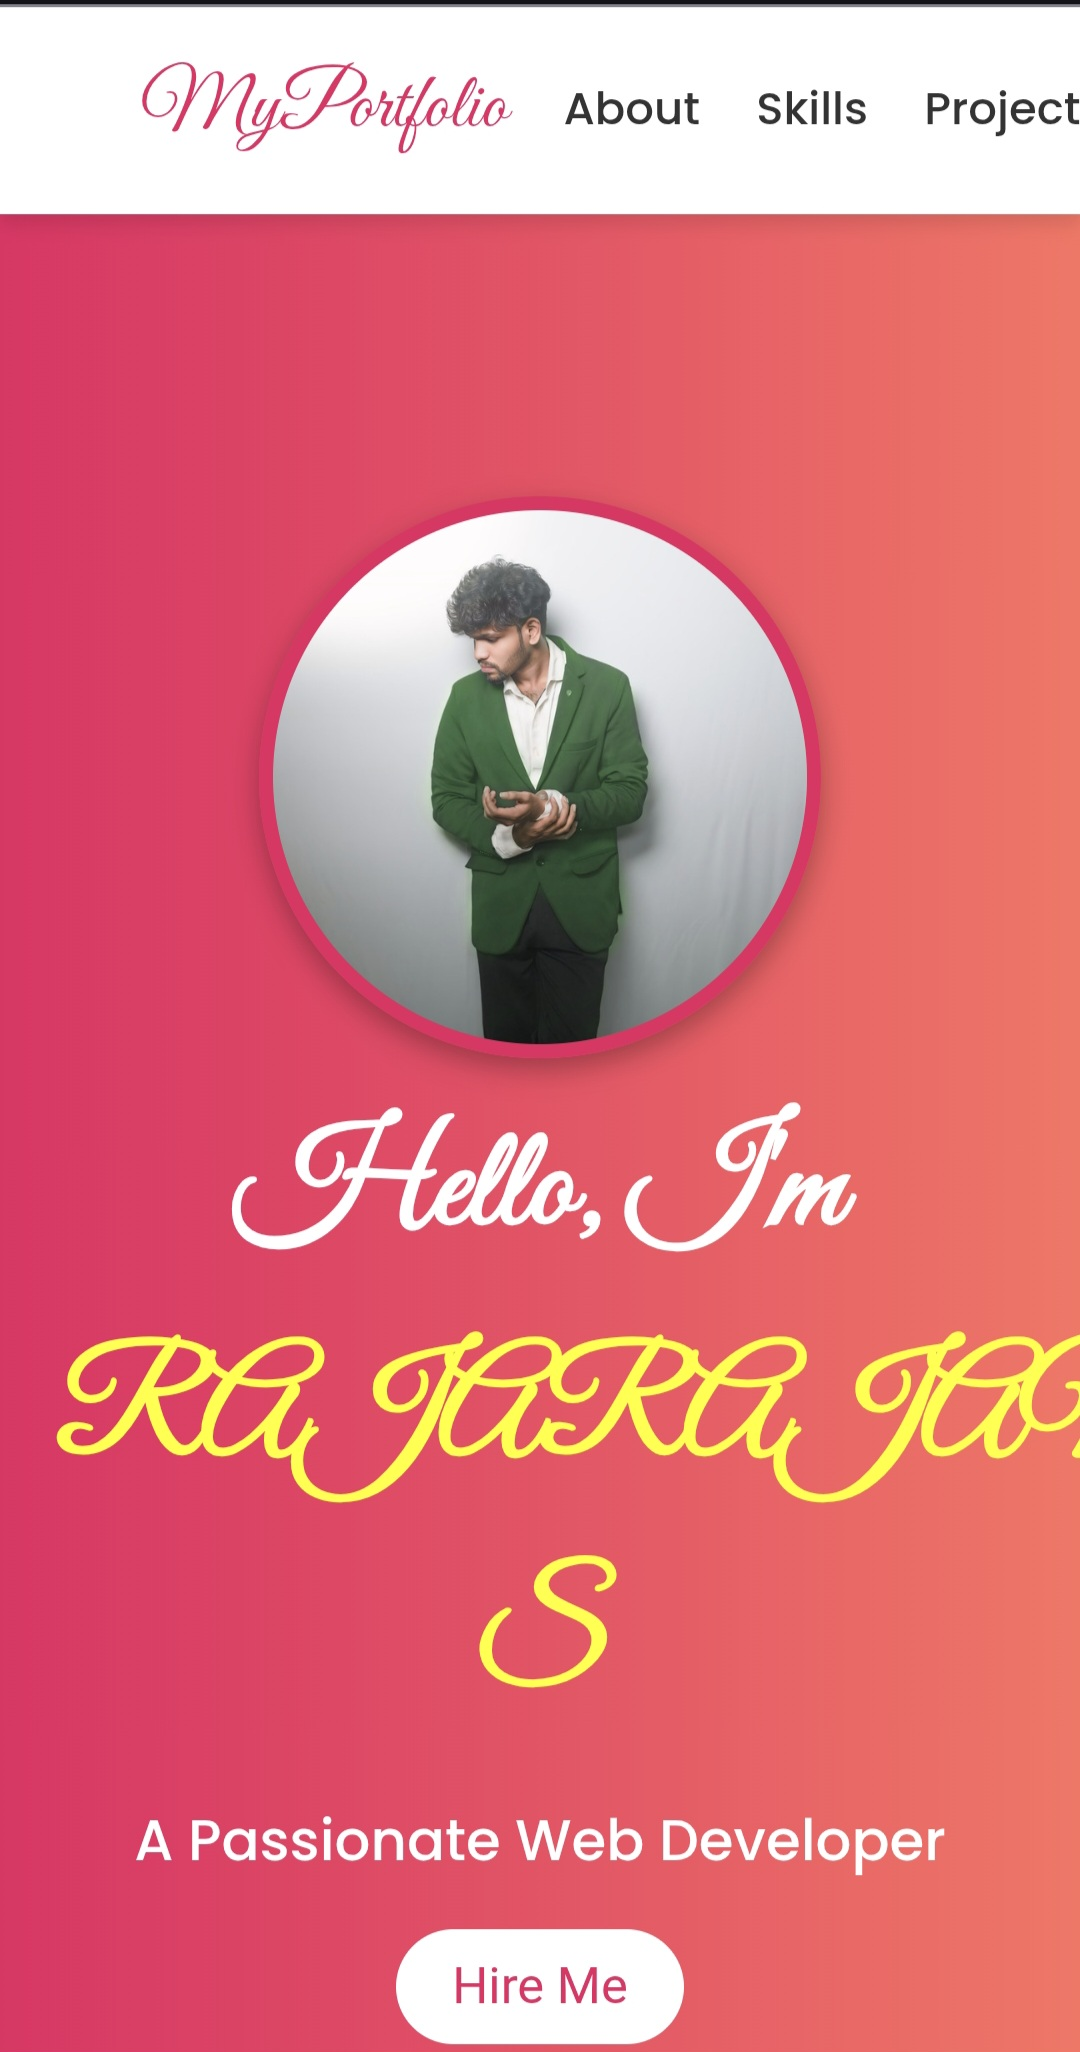 MyPortfolio About Skills Project
Hello, I'm
S
A Passionate Web Developer
Hire Me